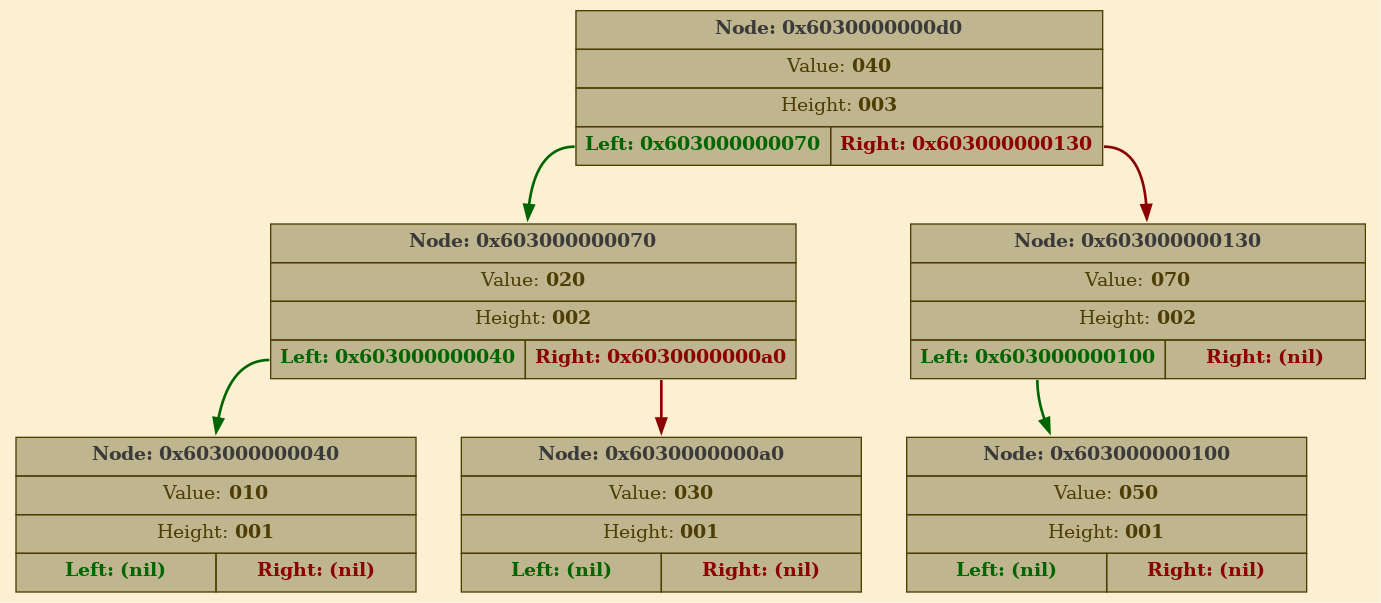 Node: 0x6030000000d0
Value: 040
Height: 003
Left: 0x603000000070 Right: 0x603000000130
Node: 0x603000000070
Value: 020
Height: 002
Left: 0x603000000040 Right: 0x6030000000a0
Node: 0x603000000130
Value: 070
Height: 002
Left: 0x603000000100 Right: (nil)
Node: 0x603000000040
Value: 010
Height: 001
Left: (nil) Right: (nil)
Node: 0x6030000000a0
Value: 030
Height: 001
Left: (nil) Right: (nil)
Node: 0x603000000100
Value: 050
Height: 001
Left: (nil) Right: (nil)